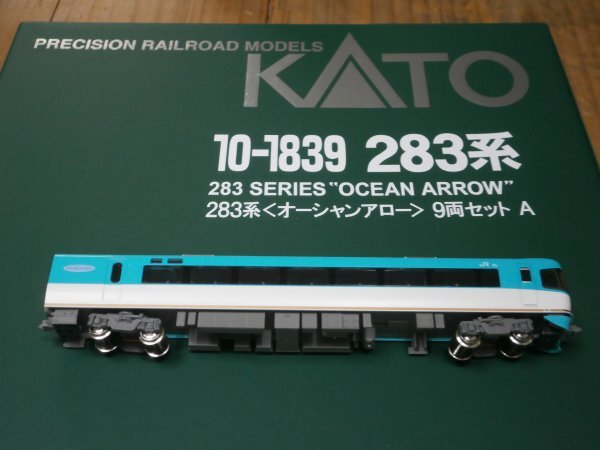 PRECISION RAILROAD MODELS
KATO
10-1839 283系
283 SERIES "OCEAN ARROW"
283系<オーシャンアロー> 9両セット A
JR